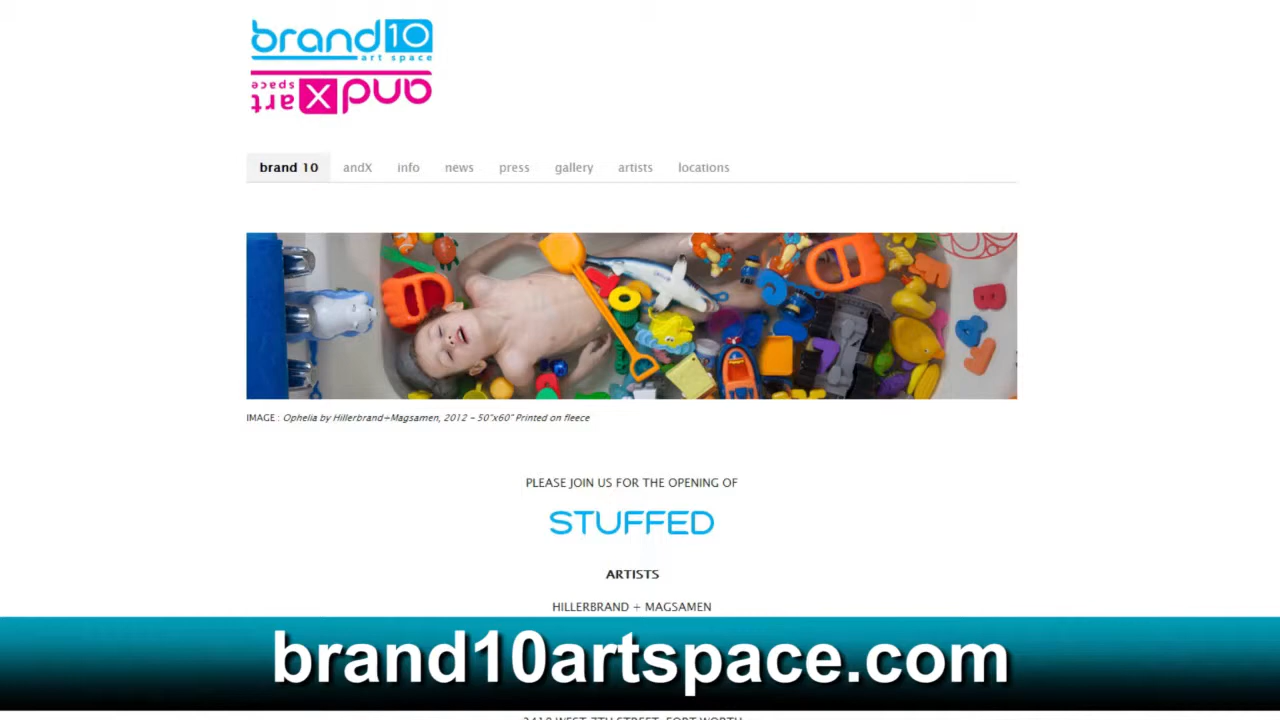 brand10
art space
andX
art
space
brand 10 andX info news press gallery artists locations
IMAGE : Ophelia by Hillerbrand+Magsamen, 2012 – 50"x60" Printed on fleece
PLEASE JOIN US FOR THE OPENING OF
STUFFED
ARTISTS
HILLERBRAND + MAGSAMEN
brand10artspace.com